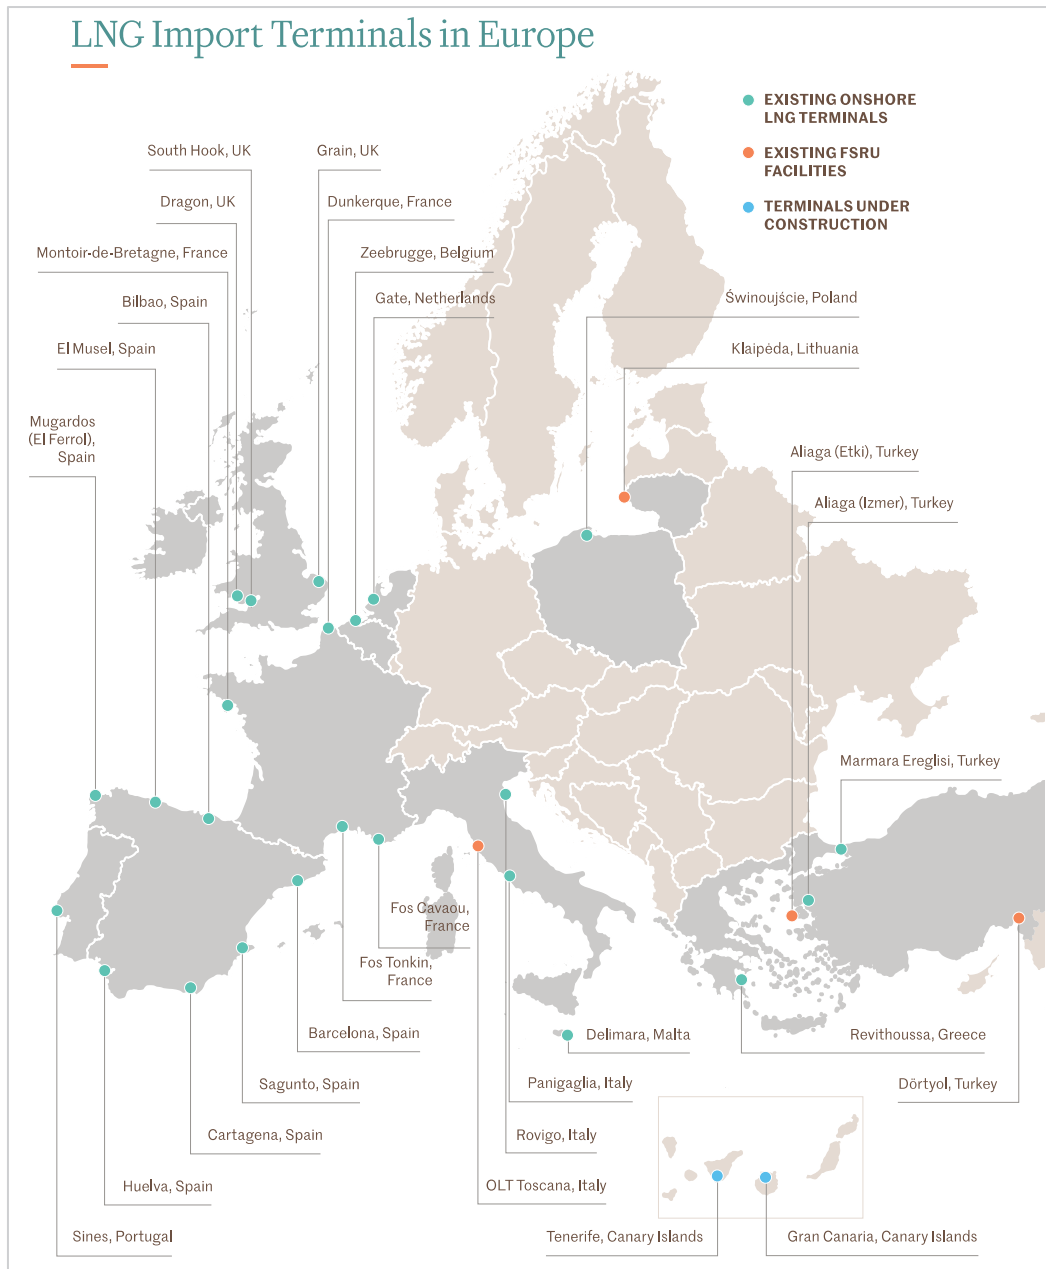 LNG Import Terminals in Europe
EXISTING ONSHORE
LNG TERMINALS
EXISTING FSRU
FACILITIES
TERMINALS UNDER
CONSTRUCTION
South Hook, UK
Grain, UK
Dragon, UK
Dunkerque, France
Montoir-de-Bretagne, France
Zeebrugge, Belgium
Bilbao, Spain
Gate, Netherlands
Świnoujście, Poland
El Musel, Spain
Klaipéda, Lithuania
Mugardos
(El Ferrol),
Spain
Aliaga (Etki), Turkey
Aliaga (Izmer), Turkey
Marmara Ereglisi, Turkey
Fos Cavaou,
France
Fos Tonkin,
France
Barcelona, Spain
Delimara, Malta
Revithoussa, Greece
Sagunto, Spain
Panigaglia, Italy
Dörtyol, Turkey
Cartagena, Spain
Rovigo, Italy
Huelva, Spain
OLT Toscana, Italy
Sines, Portugal
Tenerife, Canary Islands
Gran Canaria, Canary Islands